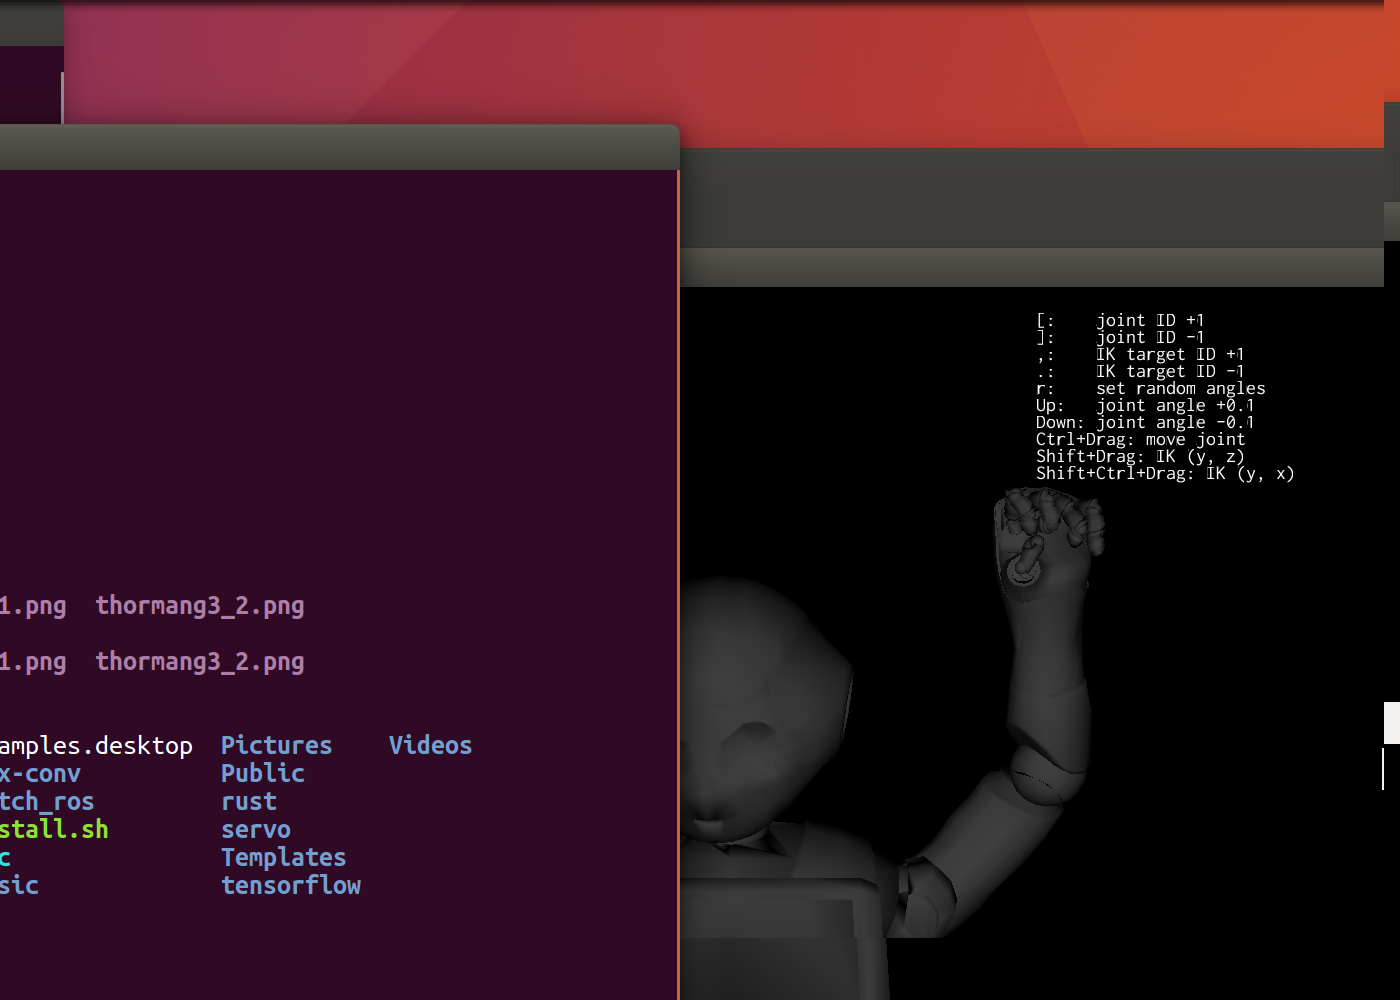 [: joint ID +1
]: joint ID -1
,: IK target ID +1
.: IK target ID -1
r: set random angles
Up: joint angle +0.1
Down: joint angle -0.1
Ctrl+Drag: move joint
Shift+Drag: IK (y, z)
Shift+Ctrl+Drag: IK (y, x)
1.png thormang3_2.png
1.png thormang3_2.png
amples.desktop Pictures Videos
x-conv Public
tch_ros rust
stall.sh servo
c Templates
sic tensorflow